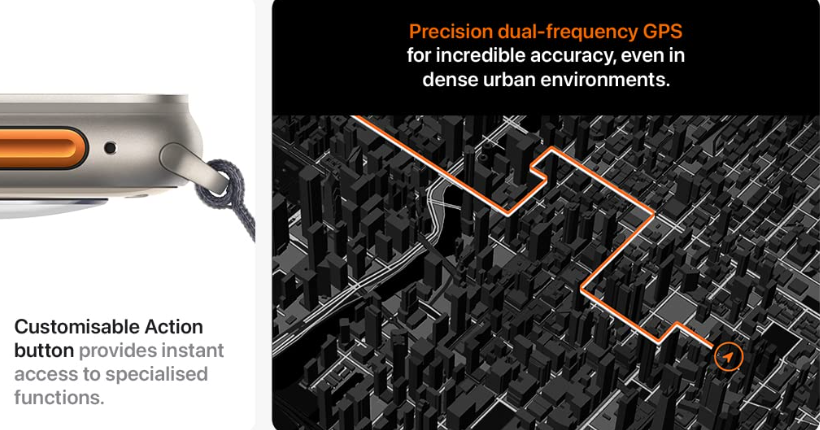 Customisable Action
button provides instant
access to specialised
functions.
Precision dual-frequency GPS
for incredible accuracy, even in
dense urban environments.